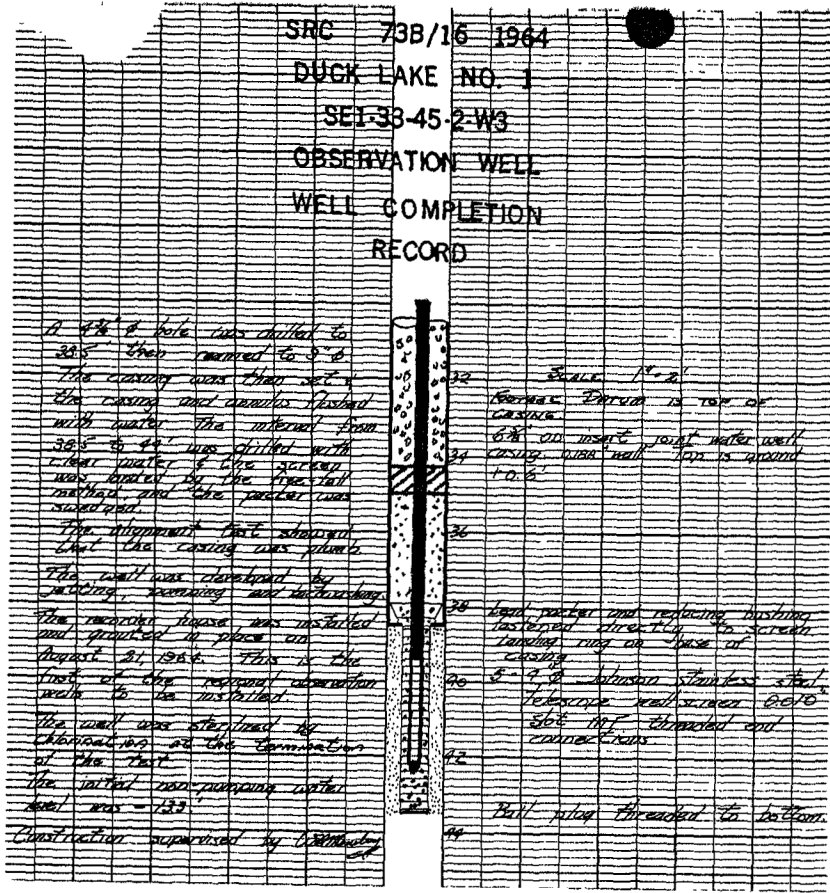 SRC 73B/16 1964
DUCK LAKE NO. 1
SE1-33-45-2-W3
OBSERVATION WELL
WELL COMPLETION
RECORD
A 4¾" ø hole was drilled to
38.5' then reamed to 9" ø
The casing was then set &
the casing and annulus flushed
with water The interval from
38.5' to 44' was drilled with
clear water & the screen
was landed by the free-fall
method and the packer was
swedged.
The alignment test showed
that the casing was plumb
The well was developed by
jetting, pumping and backwashing.
The recorder house was installed
and grouted in place on
August 21, 1964. This is the
first of the regional observation
wells to be installed.
The well was sterilized by
chlorination at the termination
of the test
The initial non-pumping water
level was -13.9'
Construction supervised by
32
34
36
38
40
42
44
SCALE 1" = 2'
Datum is TOP OF
CASING
6⅝" OD insert joint water well
casing 0.188" wall Top is ground
+0.6'
Lead packer and reducing bushing
fastened directly to screen
landing ring on base of
casing
Johnson stainless steel
telescope well screen 0.010"
Slot threaded end
connections
Bail plug threaded to bottom.